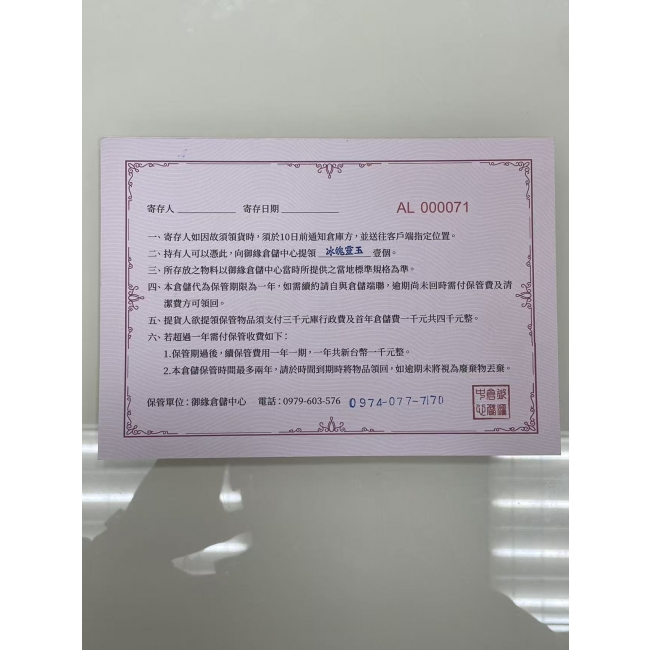 寄存人 寄存日期 AL 000071
一、寄存人如因故須領貨時，須於10日前通知倉庫方，並送往客戶端指定位置。
二、持有人可以憑此，向御緣倉儲中心提領 冰魄靈玉 壹個。
三、所存放之物料以御緣倉儲中心當時所提供之當地標準規格為準。
四、本倉儲代為保管期限為一年，如需續約請自與倉儲端聯，逾期尚未回時需付保管費及清
潔費方可領回。
五、提貨人欲提領保管物品須支付三千元庫行政費及首年倉儲費一千元共四千元整。
六、若超過一年需付保管收費如下：
1.保管期過後，續保管費用一年一期，一年共新台幣一千元整。
2.本倉儲保管時間最多兩年，請於時間到期時將物品領回，如逾期未將視為廢棄物丟棄。
保管單位：御緣倉儲中心 電話：0979-603-576 0974-077-770